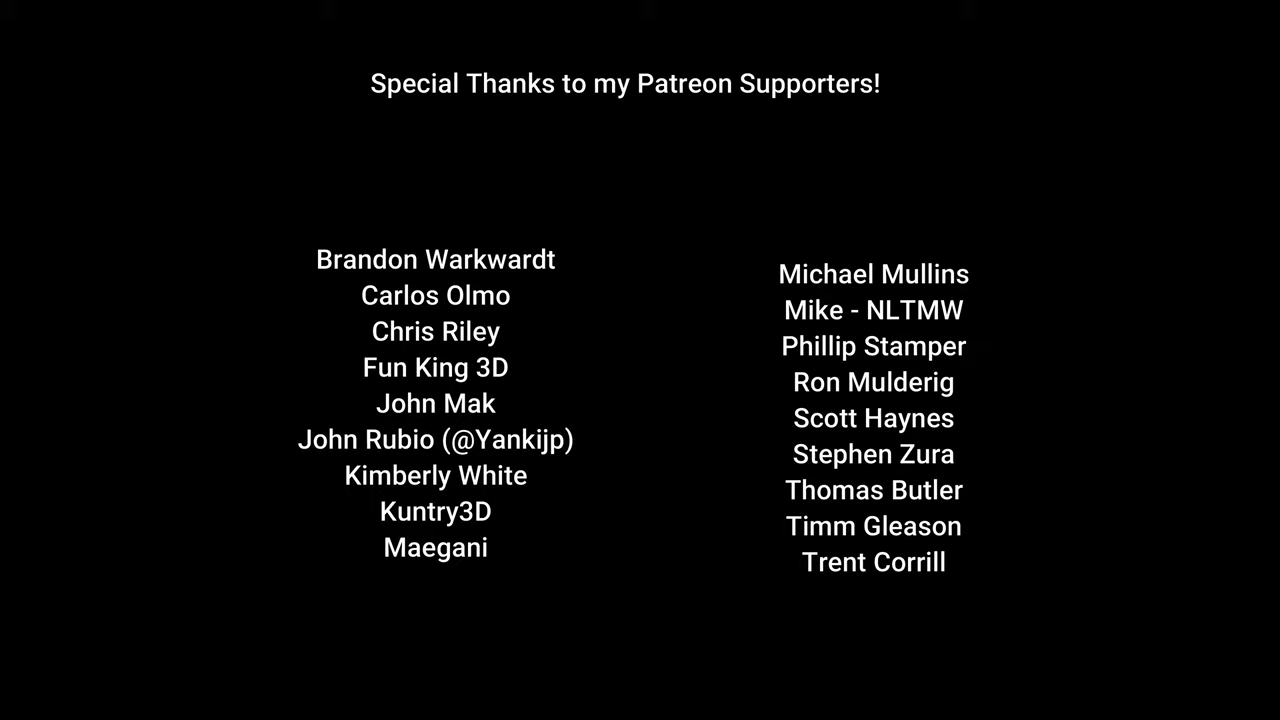 Special Thanks to my Patreon Supporters!
Brandon Warkwardt
Carlos Olmo
Chris Riley
Fun King 3D
John Mak
John Rubio (@Yankijp)
Kimberly White
Kuntry3D
Maegani
Michael Mullins
Mike - NLTMW
Phillip Stamper
Ron Mulderig
Scott Haynes
Stephen Zura
Thomas Butler
Timm Gleason
Trent Corrill